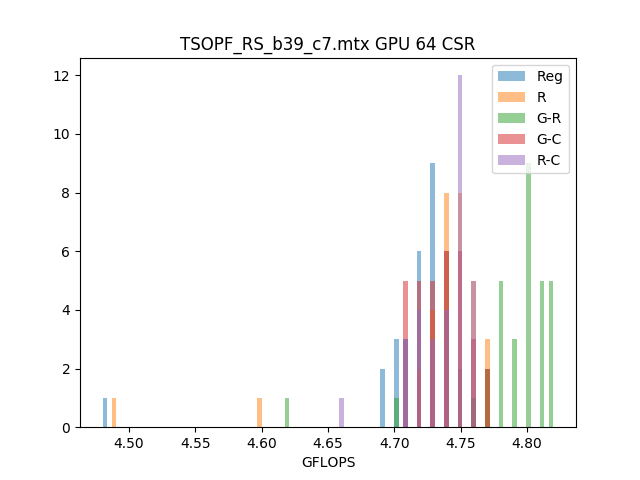 TSOPF_RS_b39_c7.mtx GPU 64 CSR
12
10
8
6
4
2
0
Reg
R
G-R
G-C
R-C
4.50 4.55 4.60 4.65 4.70 4.75 4.80
GFLOPS